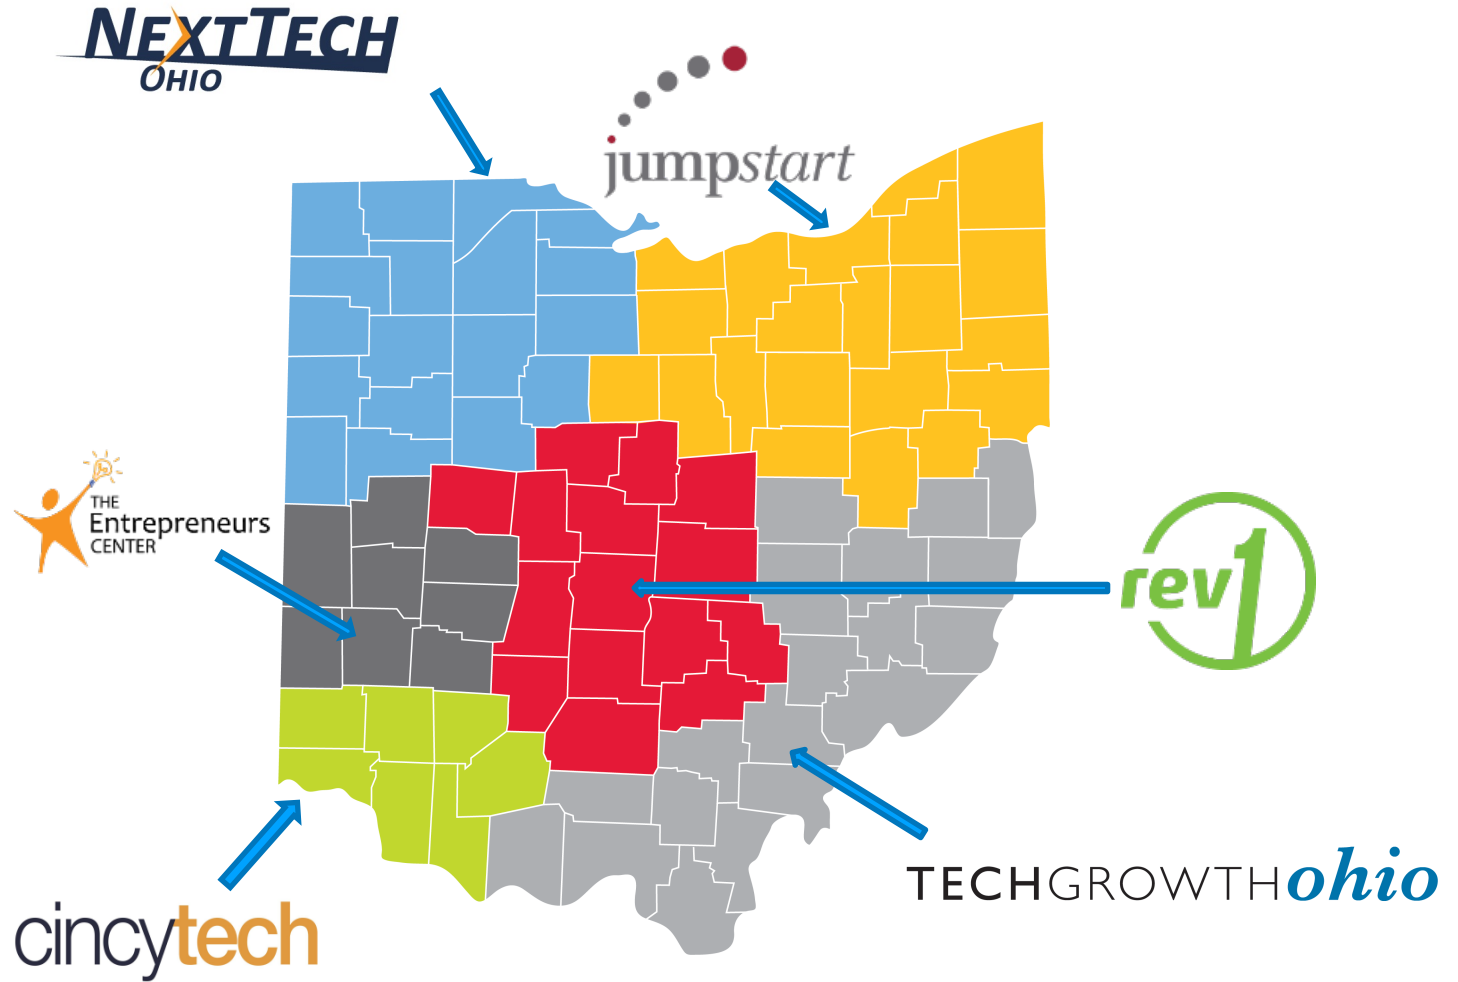 NEXTTECH
OHIO
jumpstart
THE
Entrepreneurs
CENTER
rev1
TECHGROWTHohio
cincytech